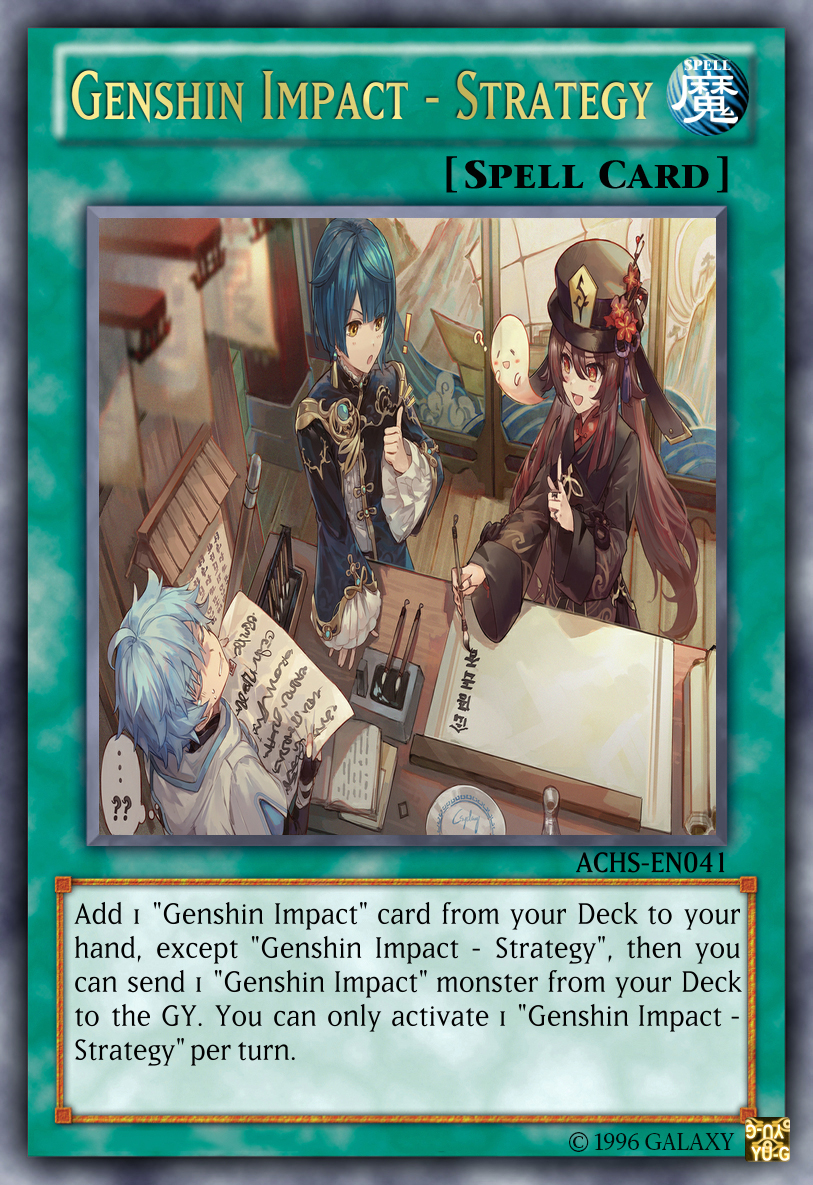 GENSHIN IMPACT - STRATEGY
SPELL
魔
[SPELL CARD]
!
?
...
??
ACHS-EN041
Add 1 "Genshin Impact" card from your Deck to your
hand, except "Genshin Impact - Strategy", then you
can send 1 "Genshin Impact" monster from your Deck
to the GY. You can only activate 1 "Genshin Impact -
Strategy" per turn.
© 1996 GALAXY